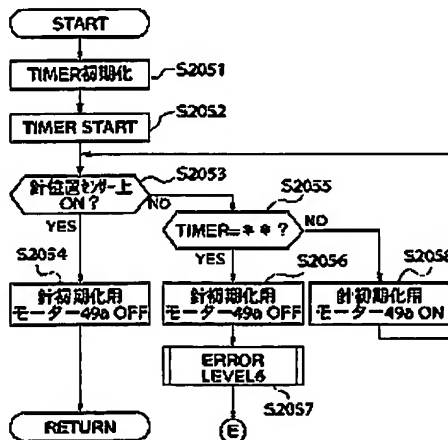 START
TIMER初期化
S2051
TIMER START
S2052
針位置センサー上
ON?
S2053
NO
YES
TIMER=**?
S2055
NO
YES
S2054
針初期化用
モーター49a OFF
S2056
針初期化用
モーター49a OFF
S2058
針初期化用
モーター49a ON
ERROR
LEVEL6
S2057
RETURN
E